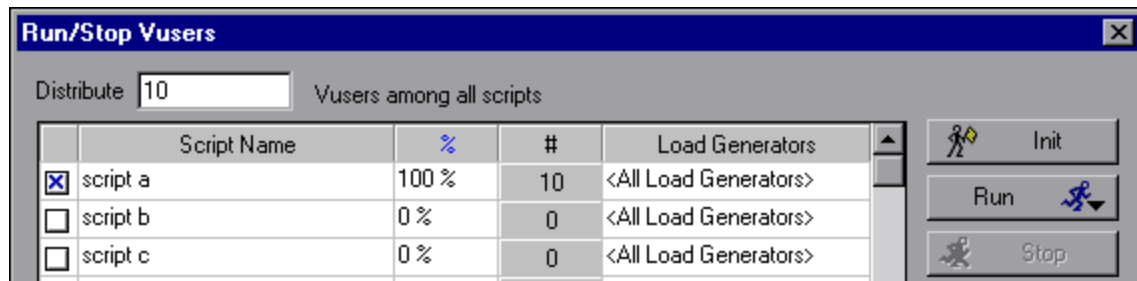 Run/Stop Vusers
Distribute 10 Vusers among all scripts
Script Name % # Load Generators
Init
script a 100 % 10 <All Load Generators>
Run
script b 0 % 0 <All Load Generators>
script c 0 % 0 <All Load Generators>
Stop